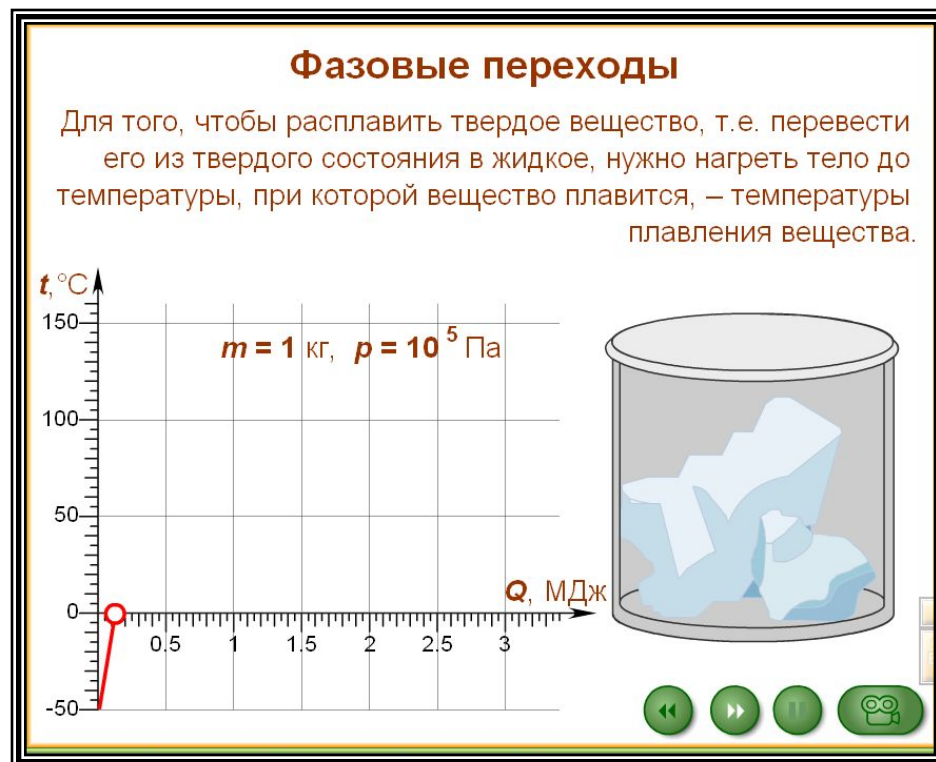 Фазовые переходы
Для того, чтобы расплавить твердое вещество, т.е. перевести
его из твердого состояния в жидкое, нужно нагреть тело до
температуры, при которой вещество плавится, – температуры
плавления вещества.
t,°C
150
m = 1 кг, p = 10⁵ Па
100
50
Q, МДж
0
0.5 1 1.5 2 2.5 3
-50